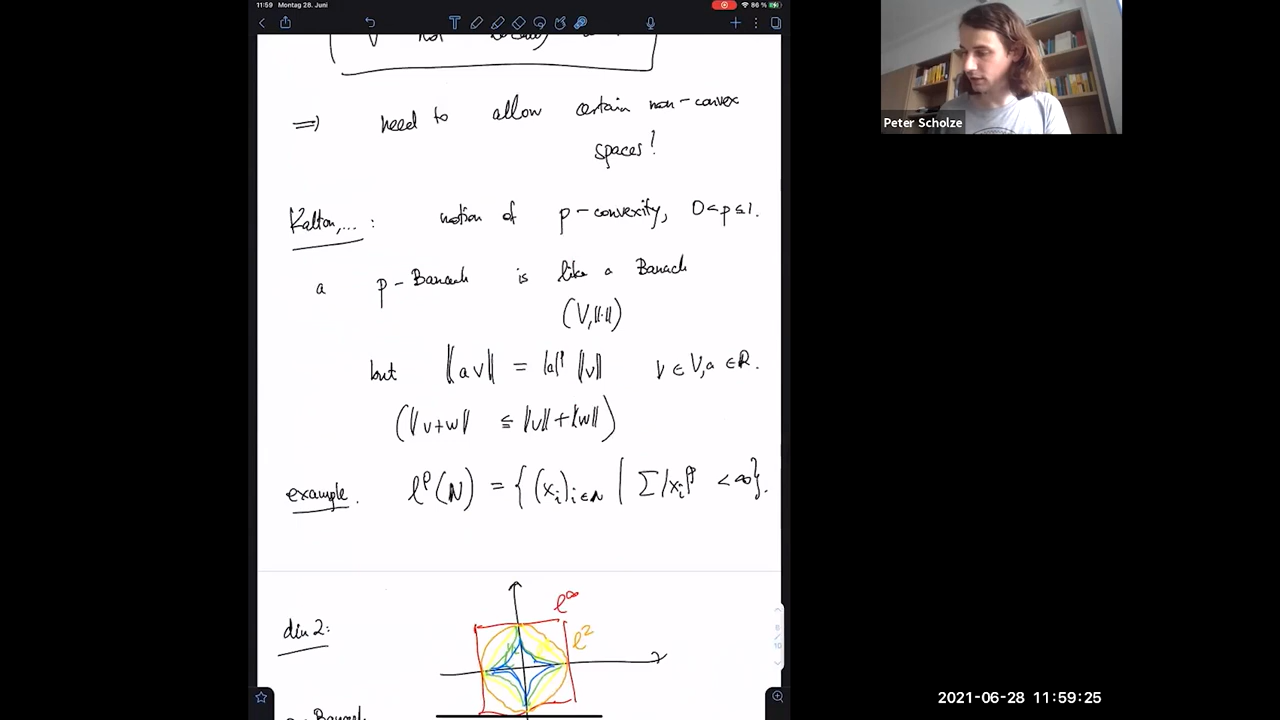 11:59 Montag 28. Juni
86 %
V not
⟹ need to allow certain non-convex
spaces!
Kalton,...: notion of p-convexity, 0<p≤1.
a p-Banach is like a Banach
(V,||·||)
but ||av|| = |a|^p ||v|| v ∈ V, a ∈ R.
(||v+w|| ≤ ||v||+||w||)
example. ℓ^p(N) = {(x_i)_{i∈N} | Σ|x_i|^p <∞}.
ℓ^∞
dim 2:
ℓ^2
p-Banach
Peter Scholze
2021-06-28 11:59:25